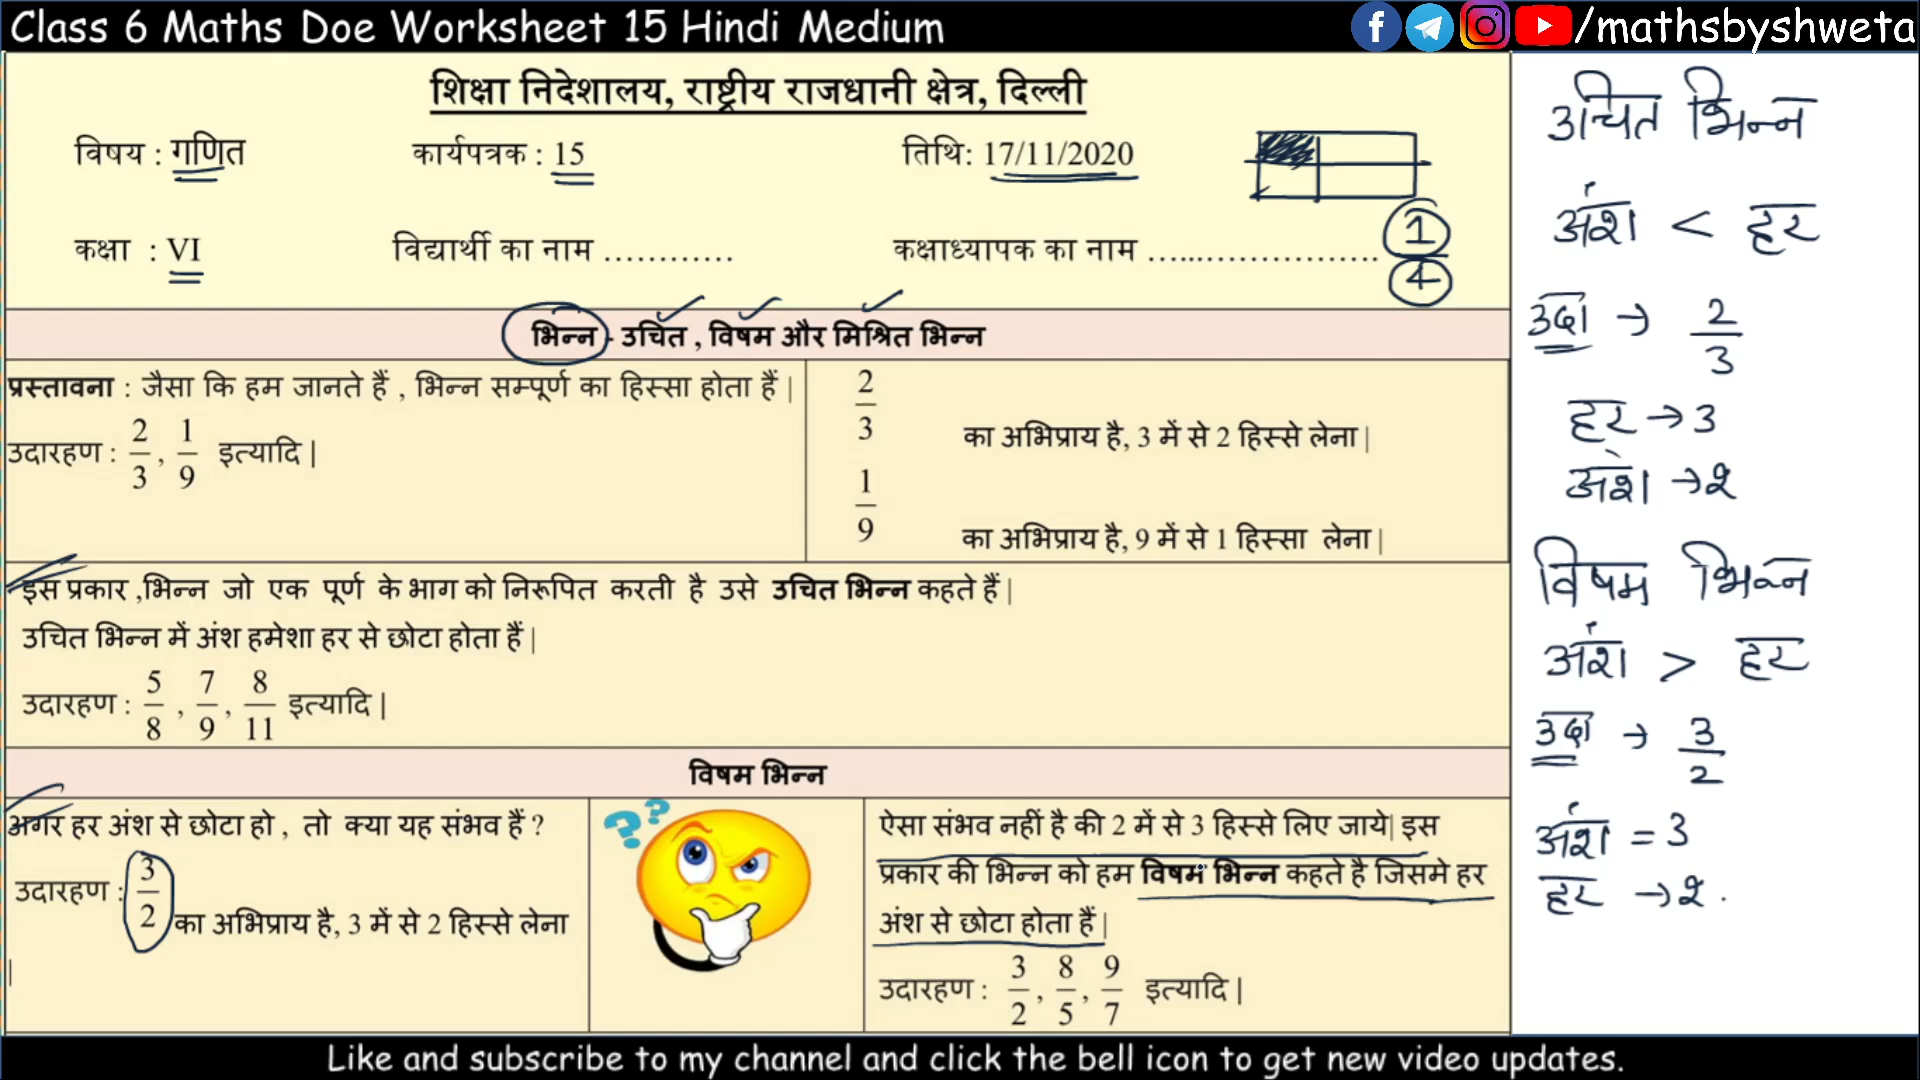 Class 6 Maths Doe Worksheet 15 Hindi Medium
/mathsbyshweta
शिक्षा निदेशालय, राष्ट्रीय राजधानी क्षेत्र, दिल्ली
विषय : गणित कार्यपत्रक : 15 तिथि: 17/11/2020
कक्षा : VI विद्यार्थी का नाम ………… कक्षाध्यापक का नाम …...…………….
1/4
भिन्न - उचित , विषम और मिश्रित भिन्न
प्रस्तावना : जैसा कि हम जानते हैं , भिन्न सम्पूर्ण का हिस्सा होता हैं |
उदारहण : 2/3, 1/9 इत्यादि |
2/3 का अभिप्राय है, 3 में से 2 हिस्से लेना |
1/9 का अभिप्राय है, 9 में से 1 हिस्सा लेना |
इस प्रकार ,भिन्न जो एक पूर्ण के भाग को निरूपित करती है उसे उचित भिन्न कहते हैं |
उचित भिन्न में अंश हमेशा हर से छोटा होता हैं |
उदारहण : 5/8 , 7/9, 8/11 इत्यादि |
विषम भिन्न
अगर हर अंश से छोटा हो , तो क्या यह संभव हैं ?
उदारहण : 3/2 का अभिप्राय है, 3 में से 2 हिस्से लेना
|
??
ऐसा संभव नहीं है की 2 में से 3 हिस्से लिए जाये| इस
प्रकार की भिन्न को हम विषम भिन्न कहते है जिसमे हर
अंश से छोटा होता हैं |
उदारहण : 3/2, 8/5, 9/7 इत्यादि |
उचित भिन्न
अंश < हर
उदा → 2/3
हर → 3
अंश → 2
विषम भिन्न
अंश > हर
उदा → 3/2
अंश = 3
हर → 2.
Like and subscribe to my channel and click the bell icon to get new video updates.